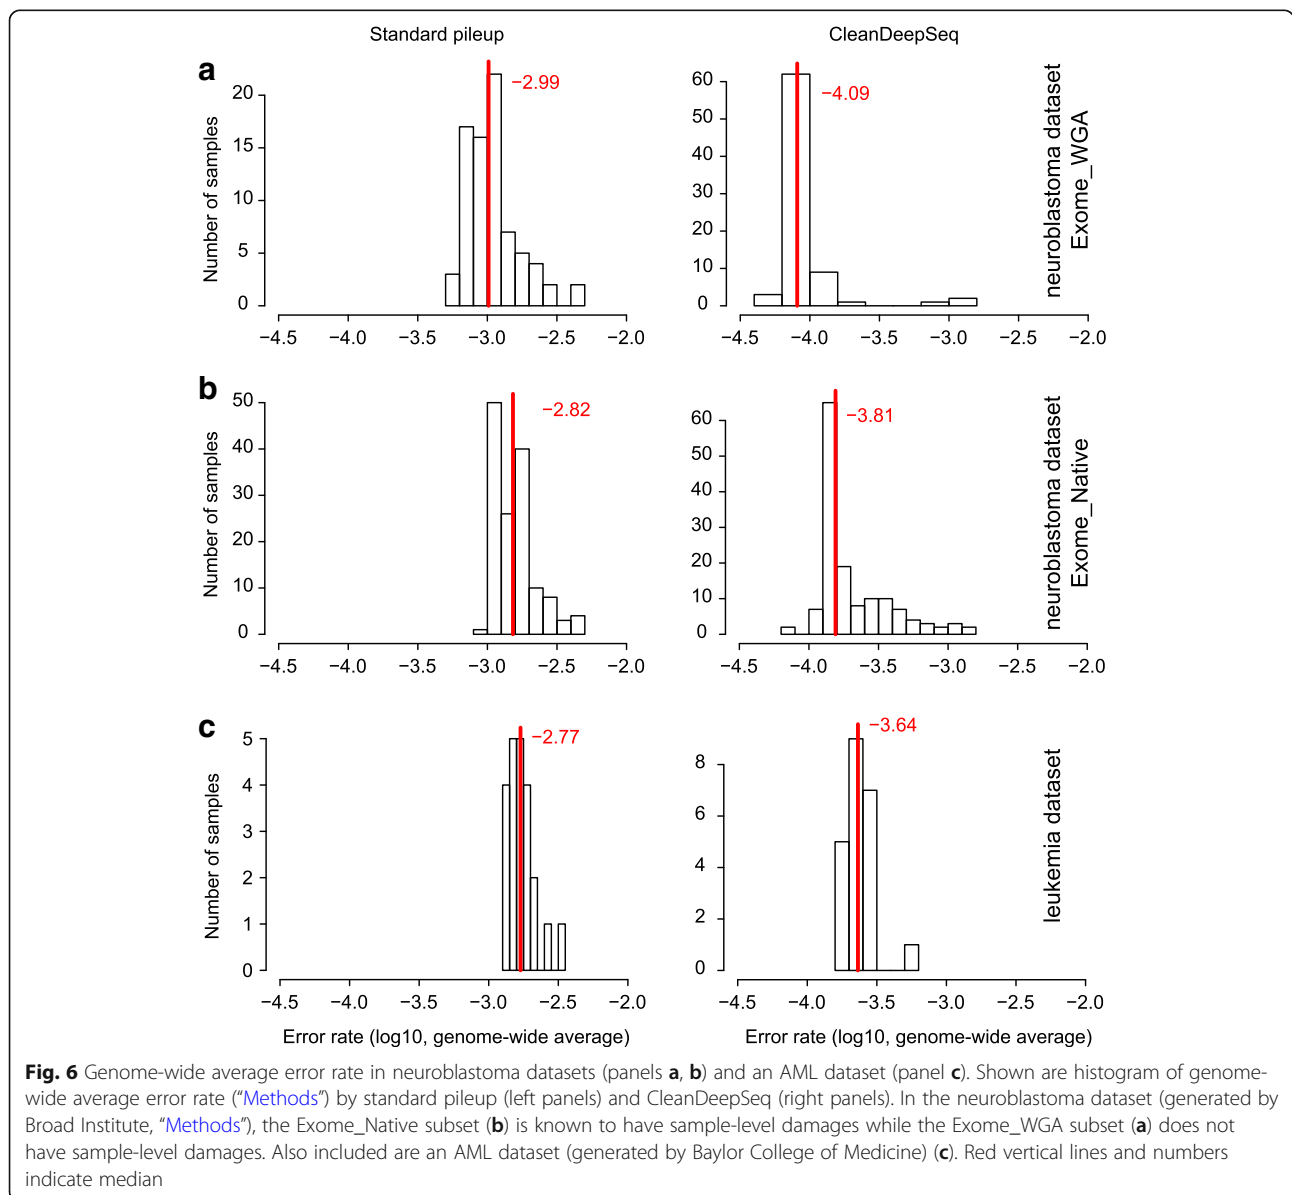 Standard pileup
CleanDeepSeq
a
Number of samples
20
15
10
5
0
−2.99
−4.5 −4.0 −3.5 −3.0 −2.5 −2.0
60
50
40
30
20
10
0
−4.09
−4.5 −4.0 −3.5 −3.0 −2.5 −2.0
neuroblastoma dataset
Exome_WGA
b
Number of samples
50
40
30
20
10
0
−2.82
−4.5 −4.0 −3.5 −3.0 −2.5 −2.0
60
50
40
30
20
10
0
−3.81
−4.5 −4.0 −3.5 −3.0 −2.5 −2.0
neuroblastoma dataset
Exome_Native
c
Number of samples
5
4
3
2
1
0
−2.77
−4.5 −4.0 −3.5 −3.0 −2.5 −2.0
Error rate (log10, genome-wide average)
8
6
4
2
0
−3.64
−4.5 −4.0 −3.5 −3.0 −2.5 −2.0
Error rate (log10, genome-wide average)
leukemia dataset
Fig. 6 Genome-wide average error rate in neuroblastoma datasets (panels a, b) and an AML dataset (panel c). Shown are histogram of genome-
wide average error rate (“Methods”) by standard pileup (left panels) and CleanDeepSeq (right panels). In the neuroblastoma dataset (generated by
Broad Institute, “Methods”), the Exome_Native subset (b) is known to have sample-level damages while the Exome_WGA subset (a) does not
have sample-level damages. Also included are an AML dataset (generated by Baylor College of Medicine) (c). Red vertical lines and numbers
indicate median